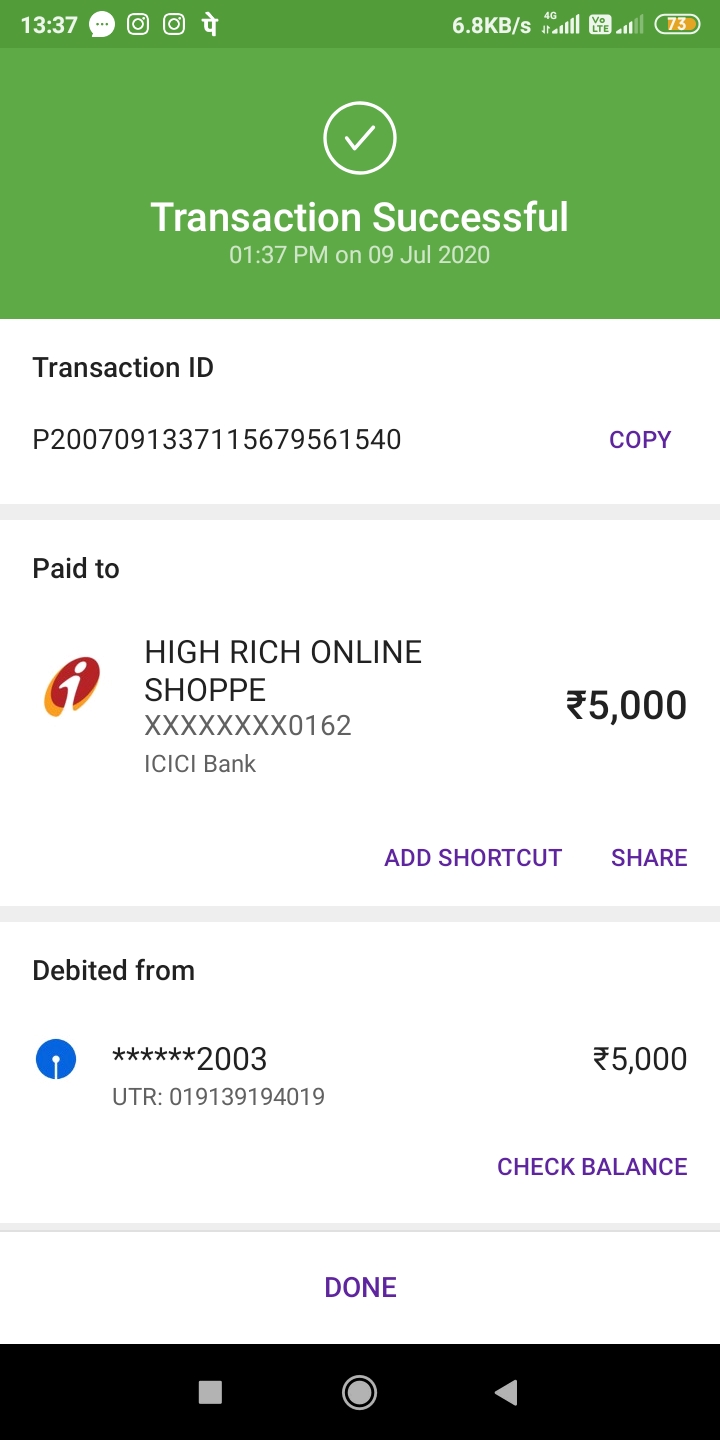 13:37 पे 6.8KB/s 4G Vo LTE 73
Transaction Successful
01:37 PM on 09 Jul 2020
Transaction ID
P2007091337115679561540 COPY
Paid to
HIGH RICH ONLINE
SHOPPE
₹5,000
XXXXXXXX0162
ICICI Bank
ADD SHORTCUT SHARE
Debited from
******2003 ₹5,000
UTR: 019139194019
CHECK BALANCE
DONE